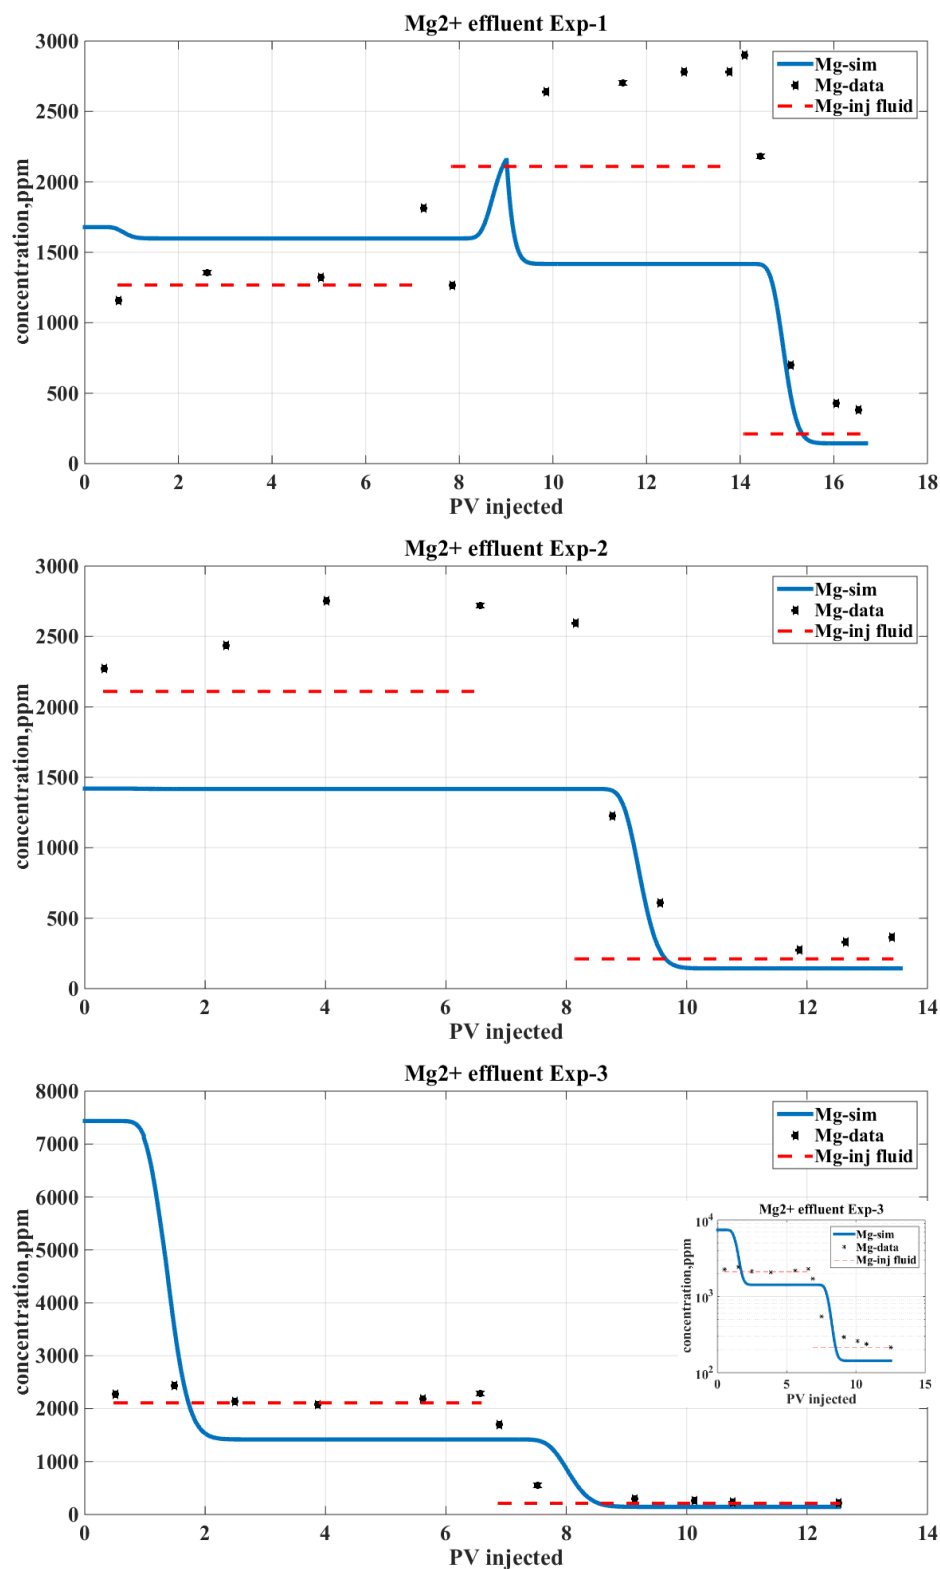 Mg2+ effluent Exp-1
3000
2500
2000
1500
1000
500
0
concentration,ppm
Mg-sim
Mg-data
Mg-inj fluid
0 2 4 6 8 10 12 14 16 18
PV injected
Mg2+ effluent Exp-2
3000
2500
2000
1500
1000
500
0
concentration,ppm
Mg-sim
Mg-data
Mg-inj fluid
0 2 4 6 8 10 12 14
PV injected
Mg2+ effluent Exp-3
8000
7000
6000
5000
4000
3000
2000
1000
0
concentration,ppm
Mg-sim
Mg-data
Mg-inj fluid
Mg2+ effluent Exp-3
10^4
10^3
10^2
concentration,ppm
Mg-sim
Mg-data
Mg-inj fluid
0 5 10 15
PV injected
0 2 4 6 8 10 12 14
PV injected